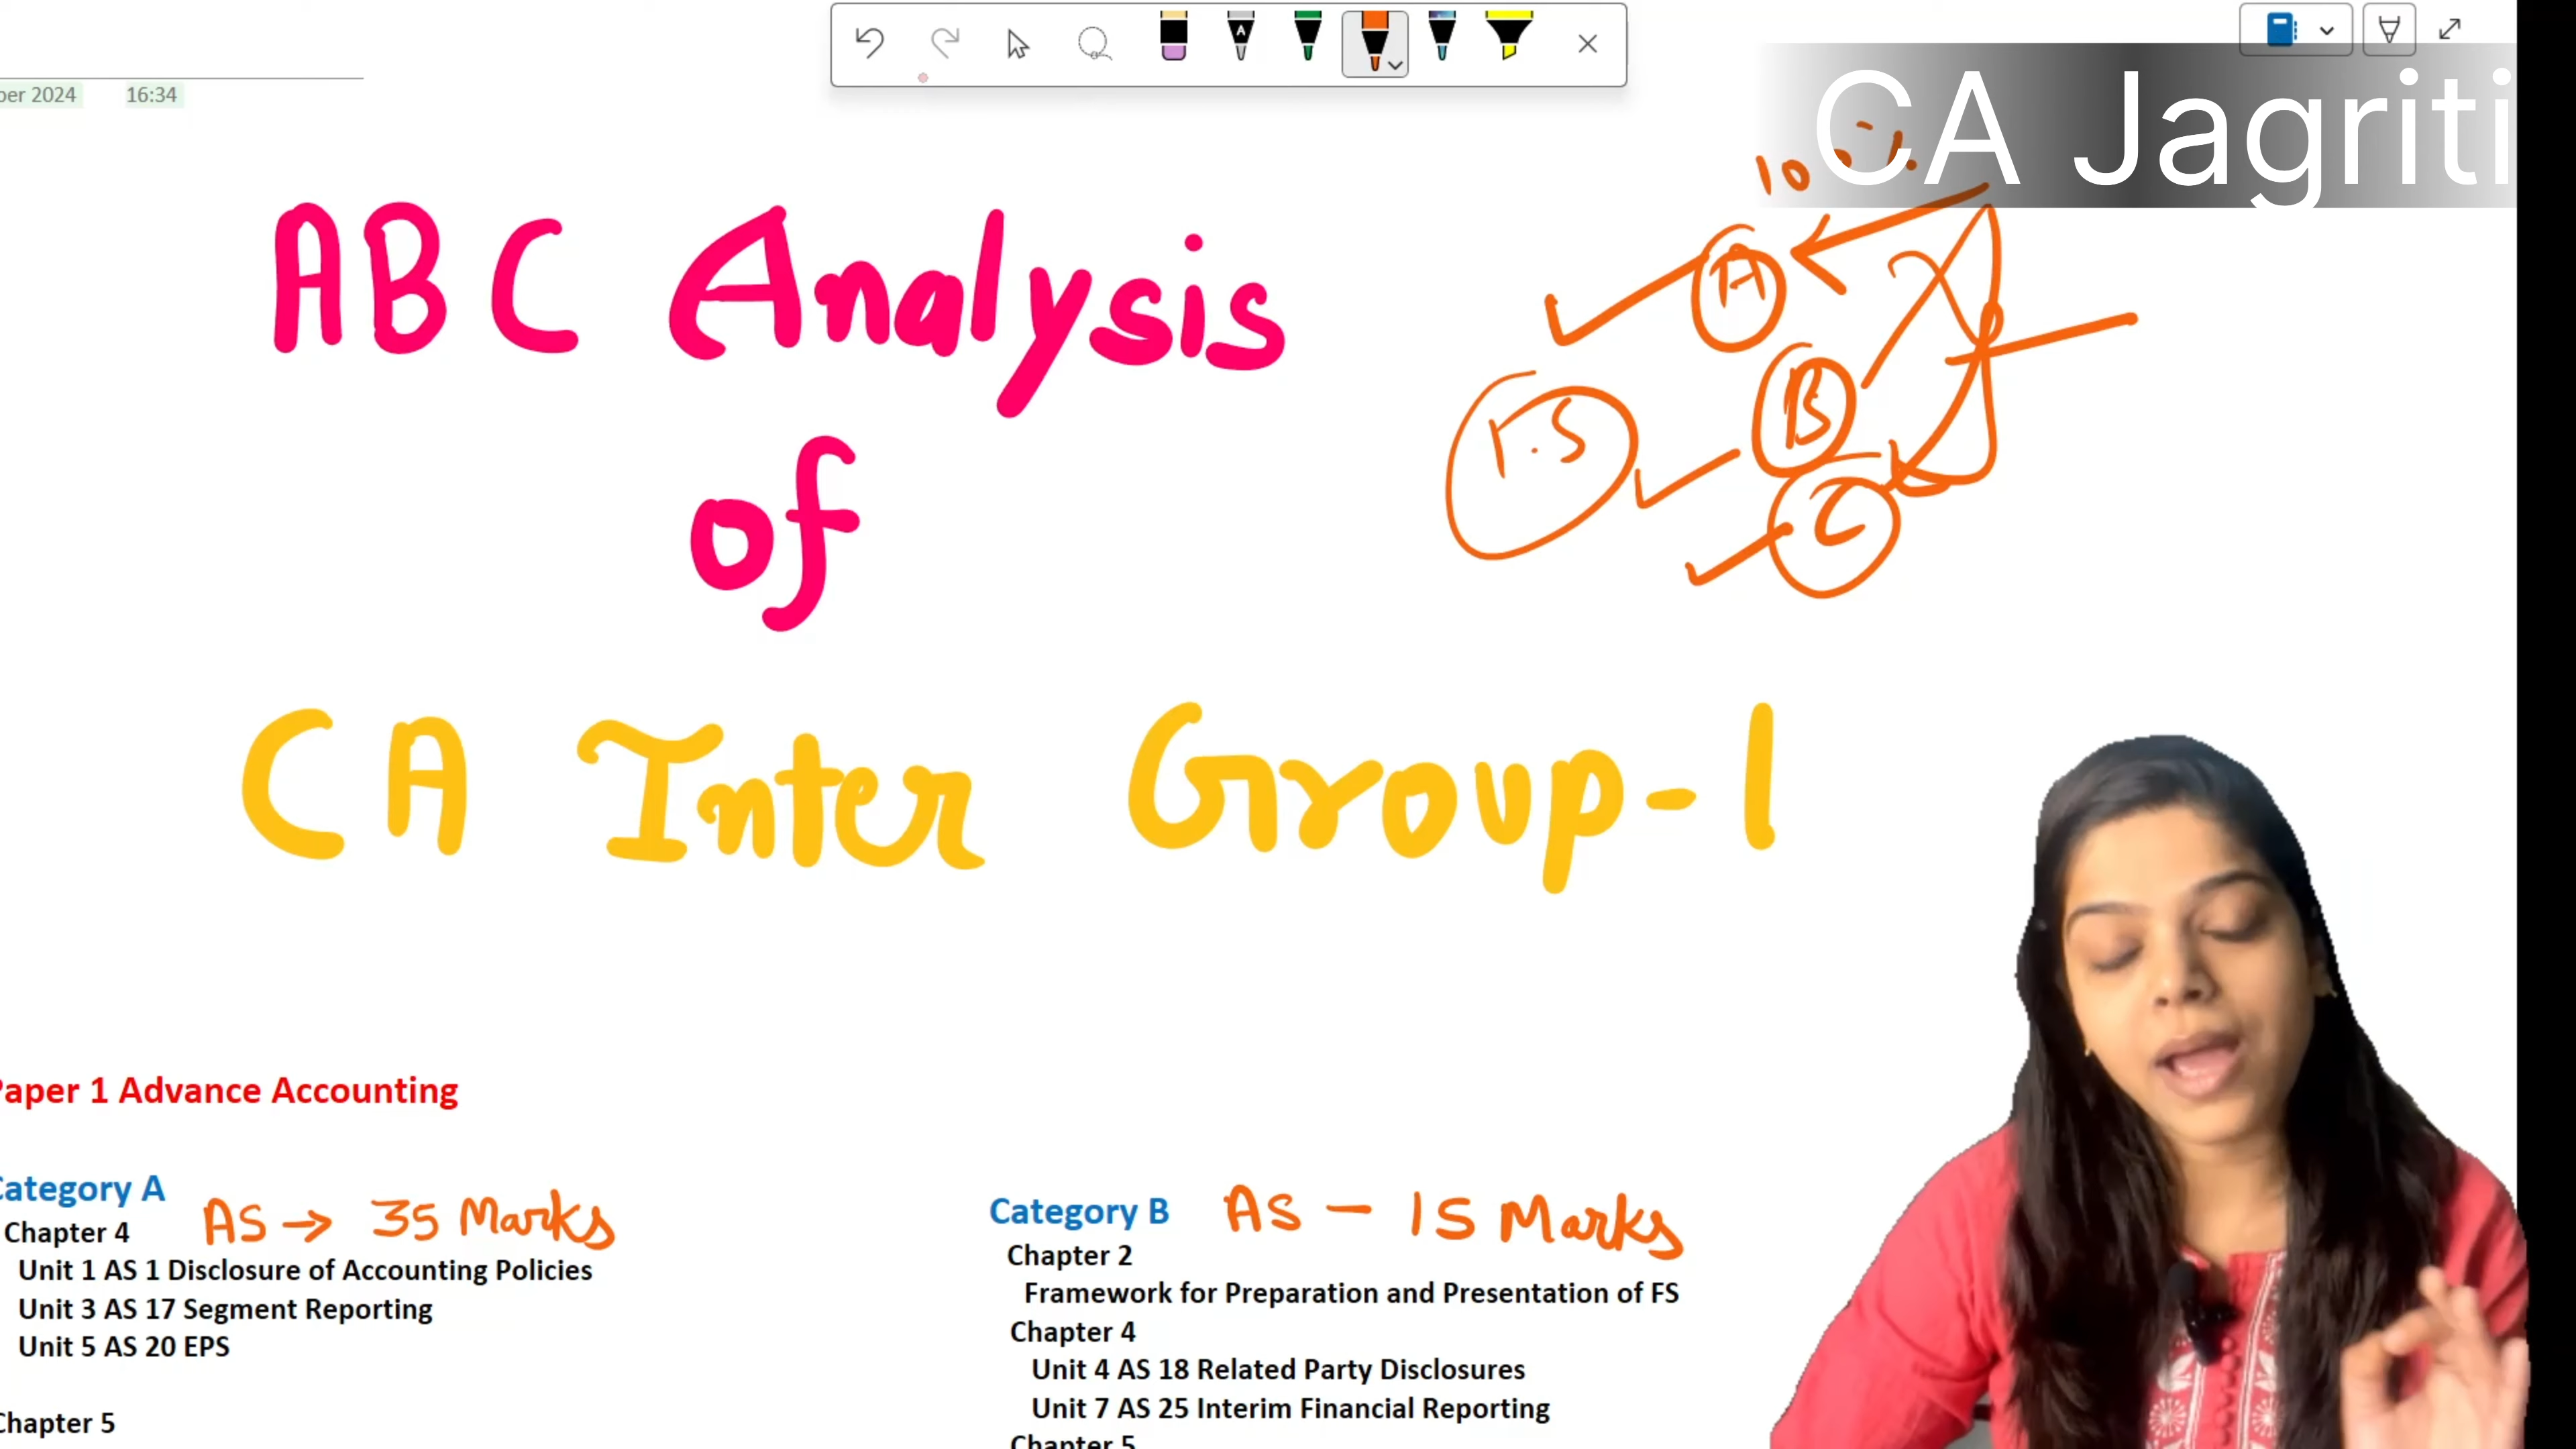 ber 2024 16:34
CA Jagriti
ABC Analysis
of
CA Inter Group-1
A
B
C
1.5
Paper 1 Advance Accounting
Category A AS → 35 Marks
Chapter 4
Unit 1 AS 1 Disclosure of Accounting Policies
Unit 3 AS 17 Segment Reporting
Unit 5 AS 20 EPS
Chapter 5
Category B AS - 15 Marks
Chapter 2
Framework for Preparation and Presentation of FS
Chapter 4
Unit 4 AS 18 Related Party Disclosures
Unit 7 AS 25 Interim Financial Reporting
Chapter 5